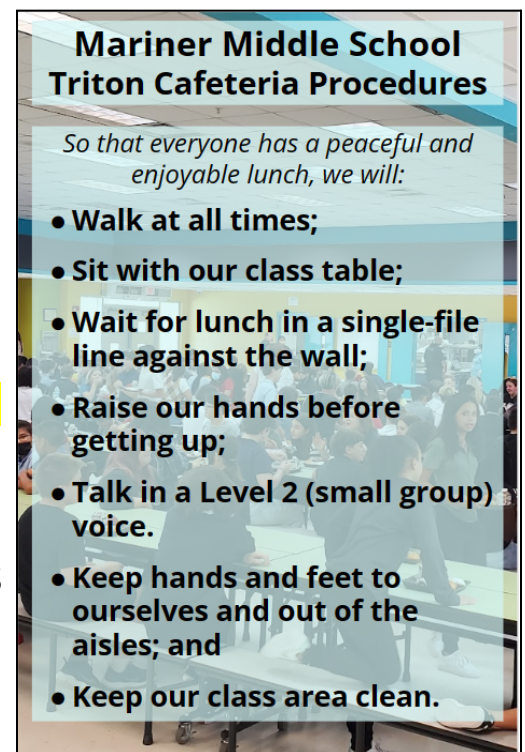 Mariner Middle School
Triton Cafeteria Procedures
So that everyone has a peaceful and
enjoyable lunch, we will:
● Walk at all times;
● Sit with our class table;
● Wait for lunch in a single-file
line against the wall;
● Raise our hands before
getting up;
● Talk in a Level 2 (small group)
voice.
● Keep hands and feet to
ourselves and out of the
aisles; and
● Keep our class area clean.